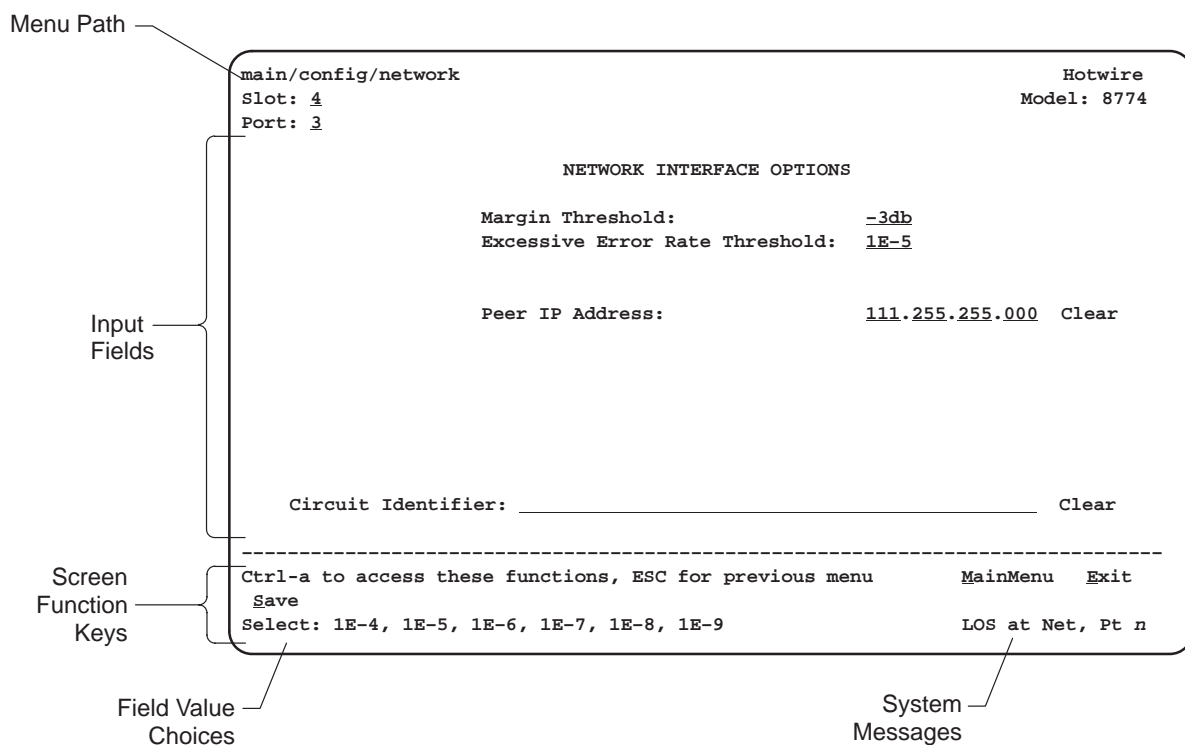 Menu Path
main/config/network Hotwire
Slot: 4 Model: 8774
Port: 3
NETWORK INTERFACE OPTIONS
Margin Threshold: –3db
Excessive Error Rate Threshold: 1E–5
Peer IP Address: 111.255.255.000 Clear
Input
Fields
Circuit Identifier: Clear
Screen
Function
Keys
Ctrl-a to access these functions, ESC for previous menu MainMenu Exit
Save
Select: 1E–4, 1E–5, 1E–6, 1E–7, 1E–8, 1E–9 LOS at Net, Pt n
Field Value
Choices
System
Messages